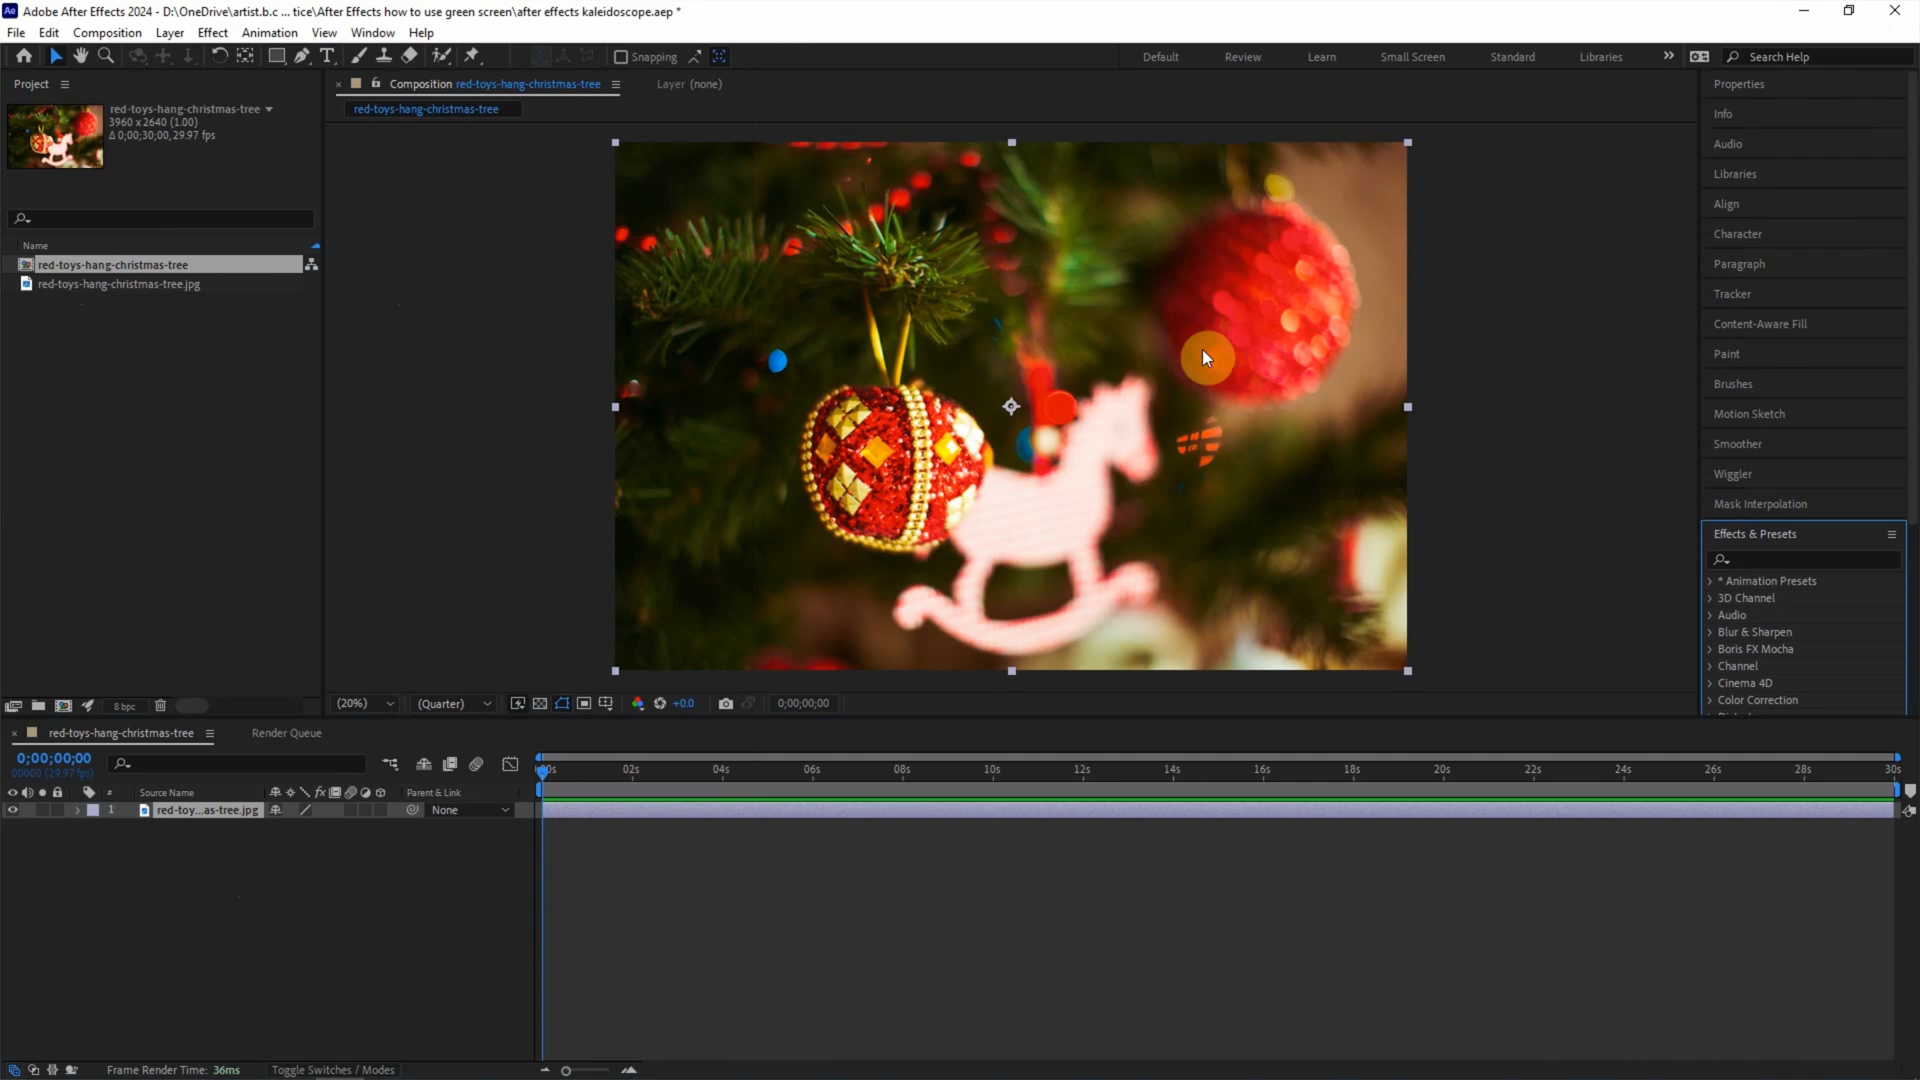 Adobe After Effects 2024 - D:\OneDrive\artist.b.c ... tice\After Effects how to use green screen\after effects kaleidoscope.aep *
File Edit Composition Layer Effect Animation View Window Help
Snapping
Default Review Learn Small Screen Standard Libraries Search Help
Project
Composition red-toys-hang-christmas-tree Layer (none)
red-toys-hang-christmas-tree
red-toys-hang-christmas-tree
3960 x 2640 (1.00)
Δ 0;00;30;00, 29.97 fps
Name
red-toys-hang-christmas-tree
red-toys-hang-christmas-tree.jpg
Properties
Info
Audio
Libraries
Align
Character
Paragraph
Tracker
Content-Aware Fill
Paint
Brushes
Motion Sketch
Smoother
Wiggler
Mask Interpolation
Effects & Presets
* Animation Presets
3D Channel
Audio
Blur & Sharpen
Boris FX Mocha
Channel
Cinema 4D
Color Correction
8 bpc
(20%) (Quarter) +0.0 0;00;00;00
red-toys-hang-christmas-tree Render Queue
0;00;00;00
00000 (29.97 fps)
02s 04s 06s 08s 10s 12s 14s 16s 18s 20s 22s 24s 26s 28s 30s
# Source Name fx Parent & Link
1 red-toy...as-tree.jpg None
Frame Render Time: 36ms Toggle Switches / Modes